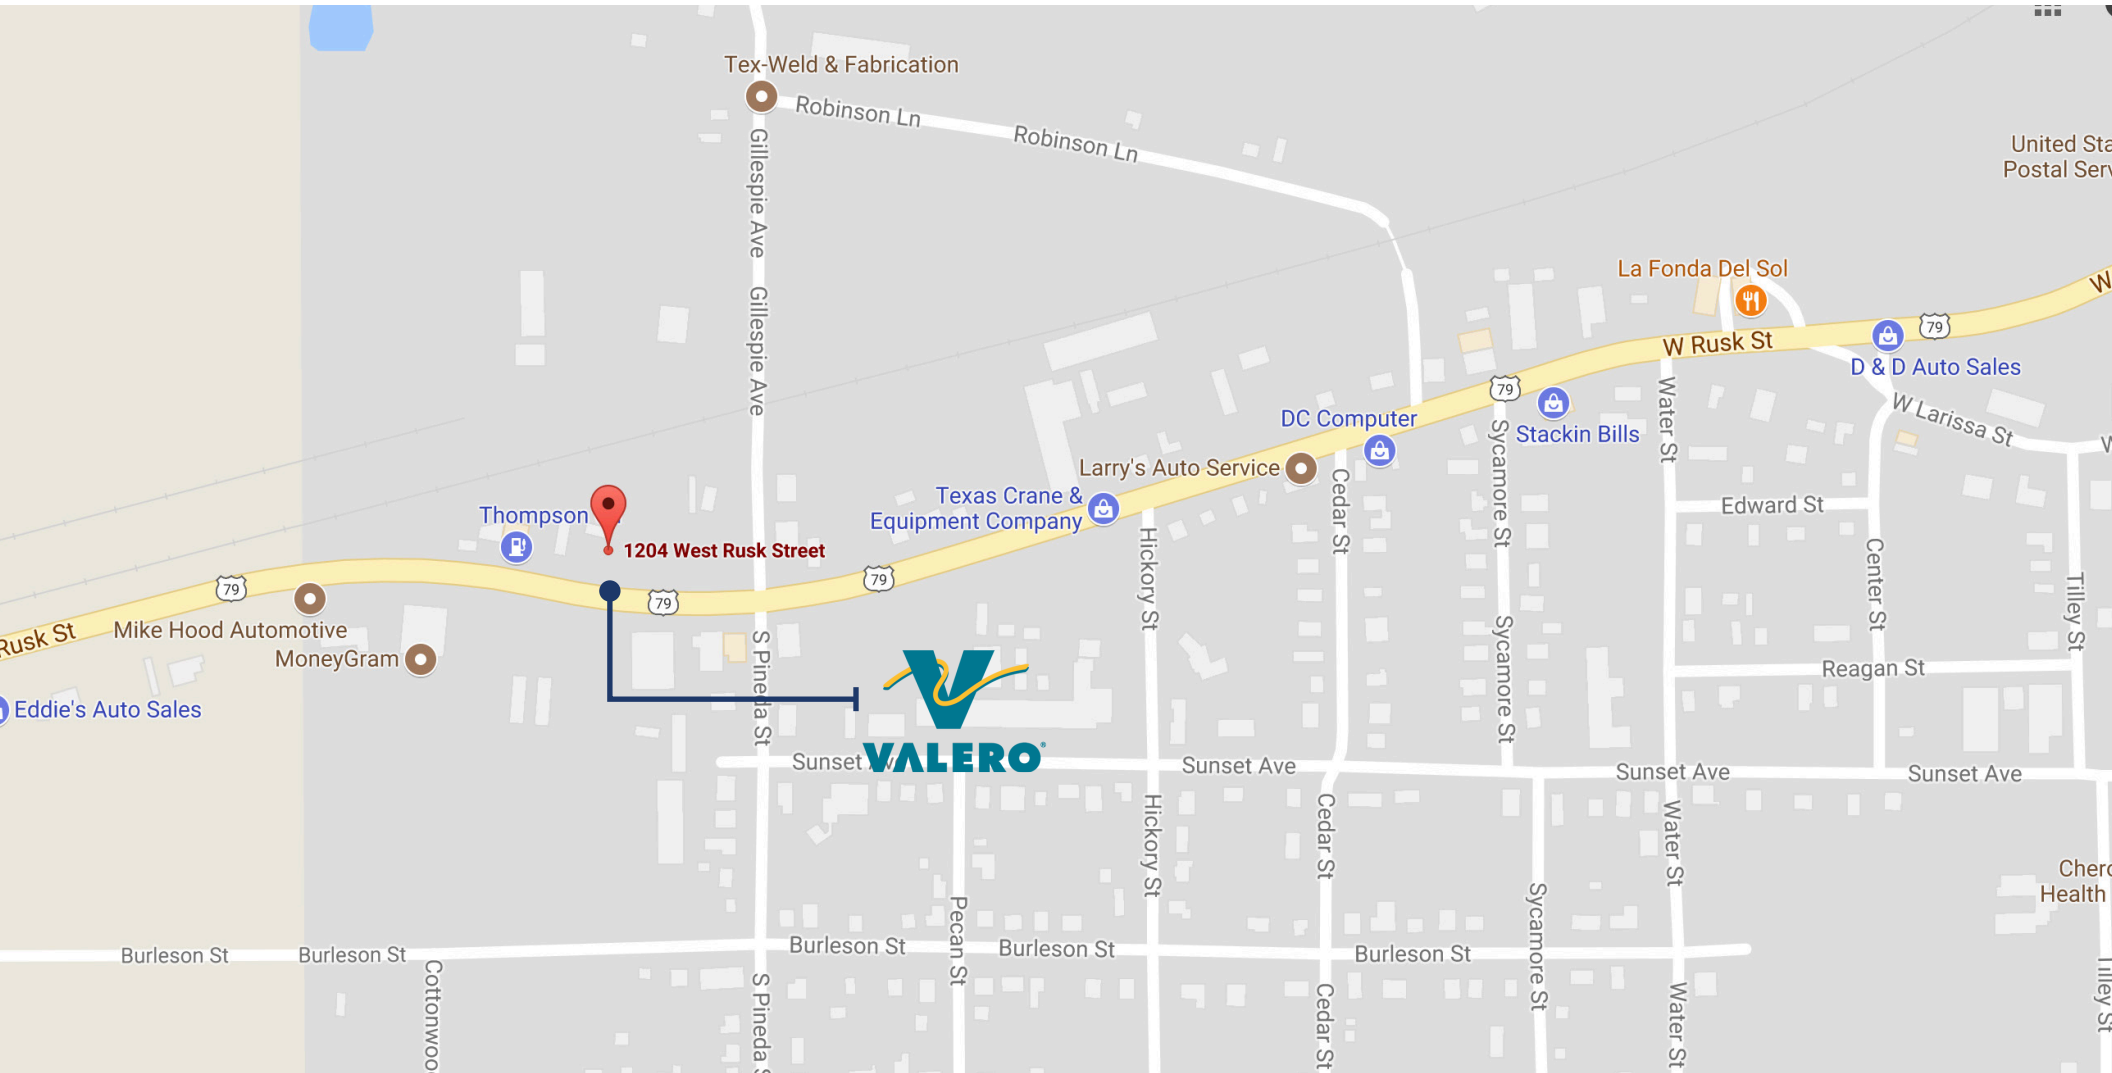 Tex-Weld & Fabrication
Robinson Ln
Robinson Ln
United Sta
Postal Serv
Gillespie Ave
Gillespie Ave
La Fonda Del Sol
W
79
W Rusk St
D & D Auto Sales
79
W Larissa St
DC Computer
Stackin Bills
Water St
Larry's Auto Service
Texas Crane &
Equipment Company
Cedar St
Sycamore St
Edward St
Thompson
1204 West Rusk Street
Hickory St
Center St
Tilley St
79
79
79
Rusk St
Mike Hood Automotive
MoneyGram
S Pineda St
Sycamore St
Reagan St
Eddie's Auto Sales
VALERO
Sunset Av
Sunset Ave
Sunset Ave
Sunset Ave
Hickory St
Cedar St
Water St
Chero
Health
Pecan St
Sycamore St
Burleson St
Burleson St
Burleson St
Burleson St
Burleson St
Cottonwoo
S Pineda S
Cedar St
Water St
Tilley St